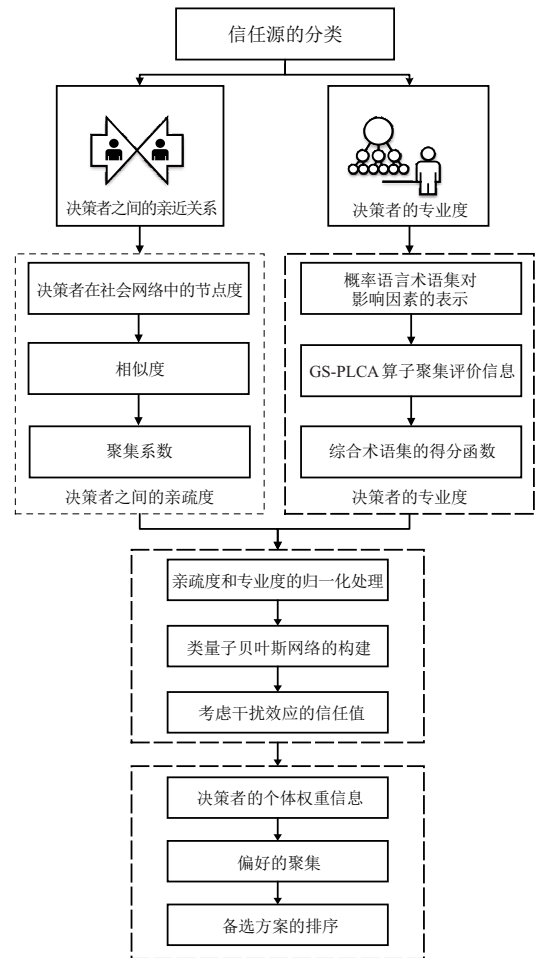 信任源的分类
决策者之间的亲近关系
决策者的专业度
决策者在社会网络中的节点度
相似度
聚集系数
决策者之间的亲疏度
概率语言术语集对
影响因素的表示
GS-PLCA 算子聚集评价信息
综合术语集的得分函数
决策者的专业度
亲疏度和专业度的归一化处理
类量子贝叶斯网络的构建
考虑干扰效应的信任值
决策者的个体权重信息
偏好的聚集
备选方案的排序